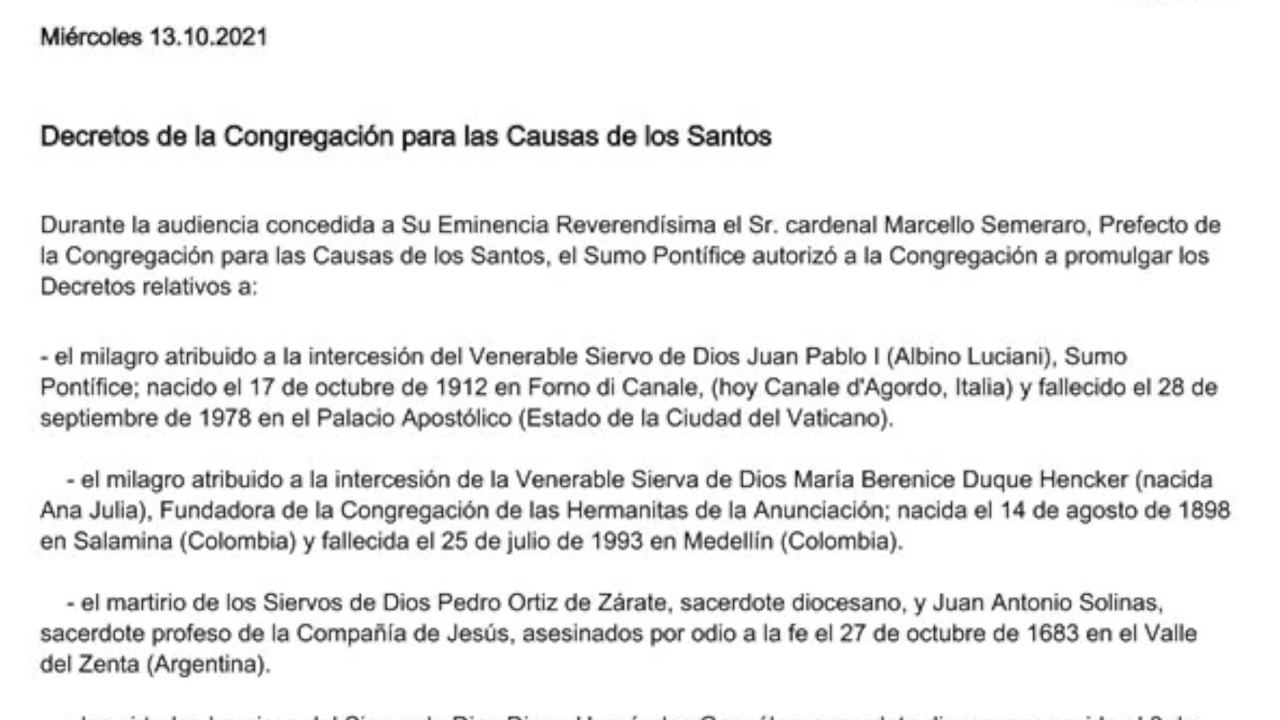 Miércoles 13.10.2021
Decretos de la Congregación para las Causas de los Santos
Durante la audiencia concedida a Su Eminencia Reverendísima el Sr. cardenal Marcello Semeraro, Prefecto de
la Congregación para las Causas de los Santos, el Sumo Pontífice autorizó a la Congregación a promulgar los
Decretos relativos a:
- el milagro atribuido a la intercesión del Venerable Siervo de Dios Juan Pablo I (Albino Luciani), Sumo
Pontífice; nacido el 17 de octubre de 1912 en Forno di Canale, (hoy Canale d'Agordo, Italia) y fallecido el 28 de
septiembre de 1978 en el Palacio Apostólico (Estado de la Ciudad del Vaticano).
- el milagro atribuido a la intercesión de la Venerable Sierva de Dios María Berenice Duque Hencker (nacida
Ana Julia), Fundadora de la Congregación de las Hermanitas de la Anunciación; nacida el 14 de agosto de 1898
en Salamina (Colombia) y fallecida el 25 de julio de 1993 en Medellín (Colombia).
- el martirio de los Siervos de Dios Pedro Ortiz de Zárate, sacerdote diocesano, y Juan Antonio Solinas,
sacerdote profeso de la Compañía de Jesús, asesinados por odio a la fe el 27 de octubre de 1683 en el Valle
del Zenta (Argentina).